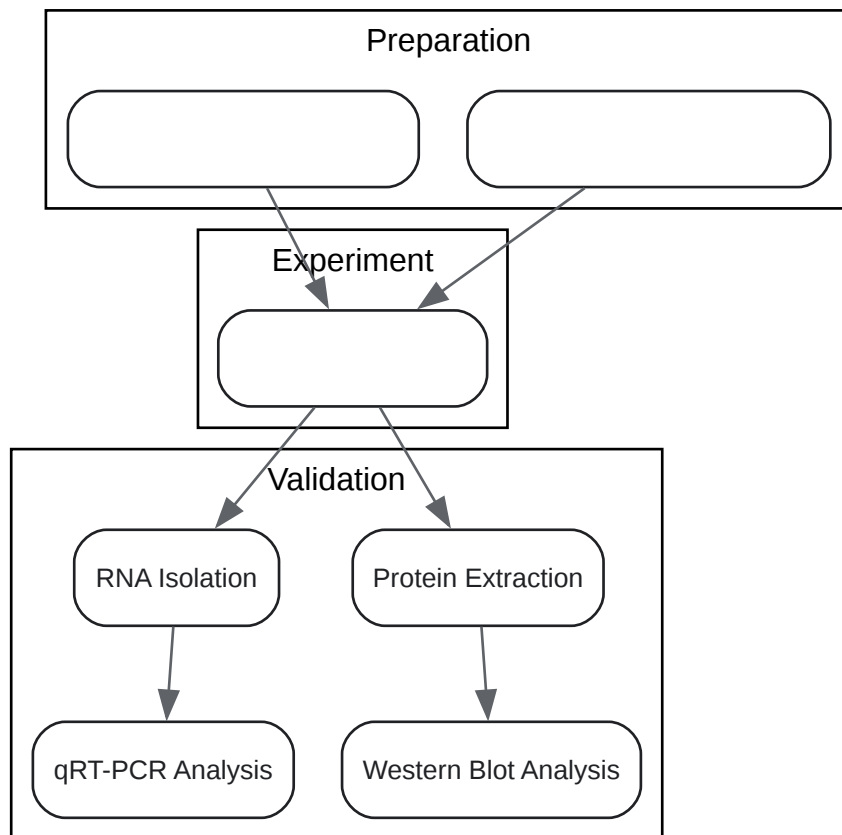 Preparation
Experiment
Validation
RNA Isolation
Protein Extraction
qRT-PCR Analysis
Western Blot Analysis